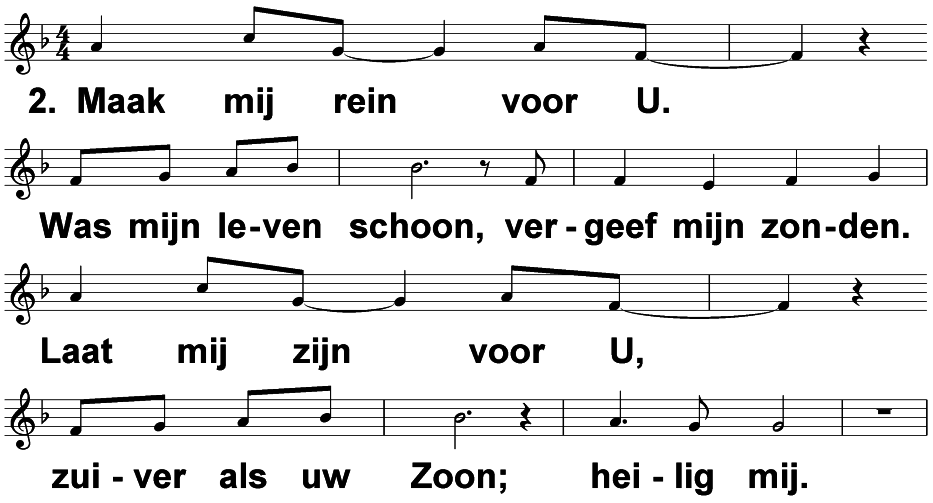 2. Maak mij rein voor U.
Was mijn le-ven schoon, ver-geef mijn zon-den.
Laat mij zijn voor U,
zui-ver als uw Zoon; hei-lig mij.